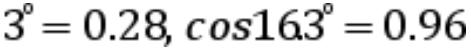 3° = 0.28, cos163° = 0.96